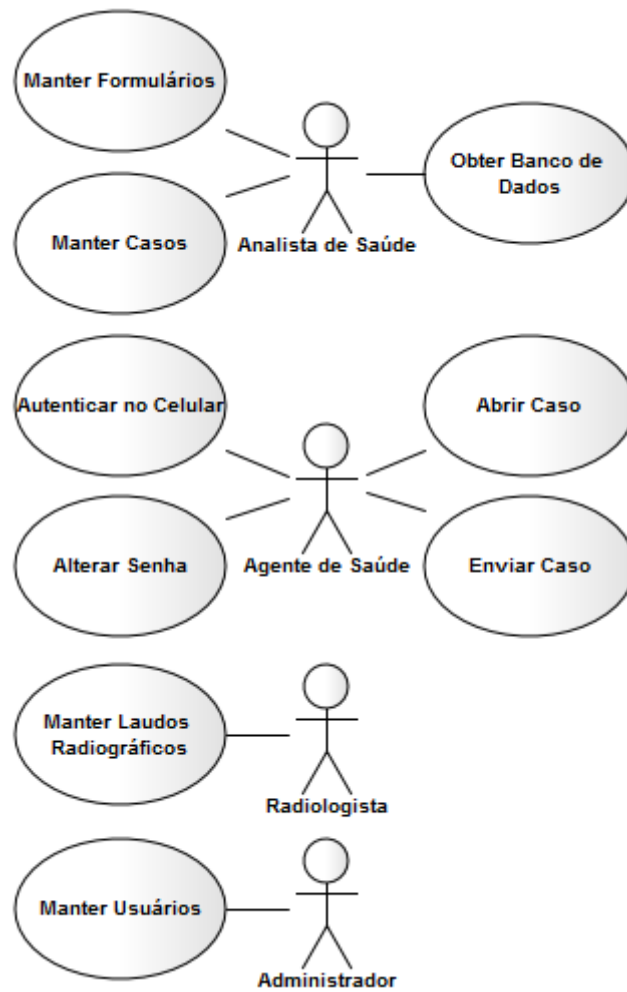 Manter Formulários
Manter Casos
Analista de Saúde
Obter Banco de
Dados
Autenticar no Celular
Alterar Senha
Agente de Saúde
Abrir Caso
Enviar Caso
Manter Laudos
Radiográficos
Radiologista
Manter Usuários
Administrador